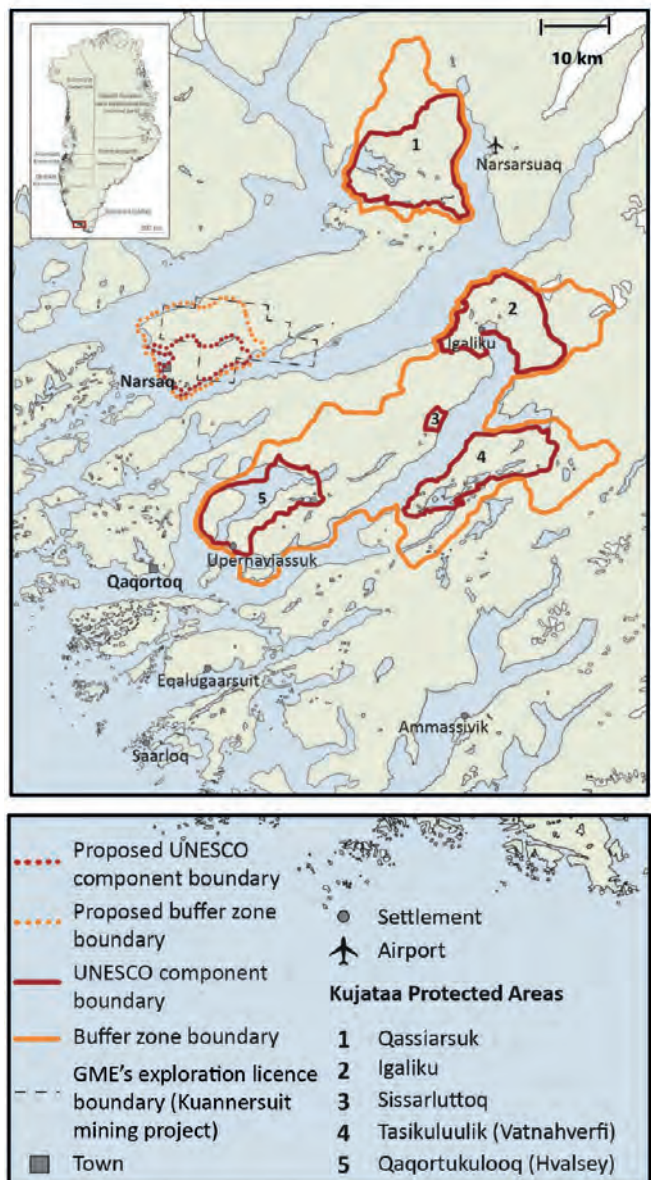 10 km
1
Narsarsuaq
2
Igaliku
Narsaq
3
4
5
Upernaviassuk
Qaqortoq
Eqalugaarsuit
Ammassivik
Saarloq
Proposed UNESCO
component boundary
Proposed buffer zone
boundary
UNESCO component
boundary
Buffer zone boundary
GME's exploration licence
boundary (Kuannersuit
mining project)
Town
Settlement
Airport
Kujataa Protected Areas
1 Qassiarsuk
2 Igaliku
3 Sissarluttoq
4 Tasikuluulik (Vatnahverfi)
5 Qaqortukulooq (Hvalsey)